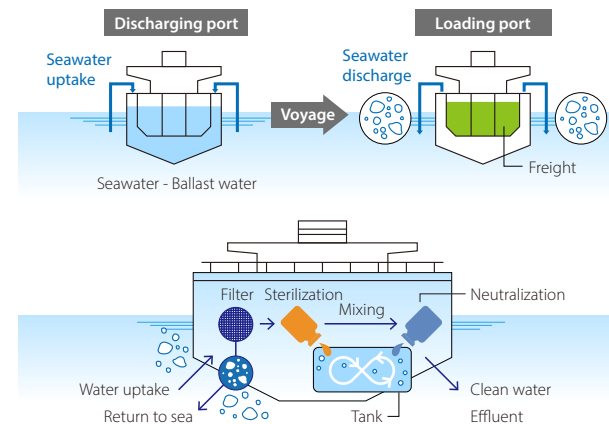 Discharging port
Loading port
Seawater
uptake
Seawater
discharge
Voyage
Freight
Seawater - Ballast water
Filter
Sterilization
Mixing
Neutralization
Water uptake
Return to sea
Tank
Clean water
Effluent